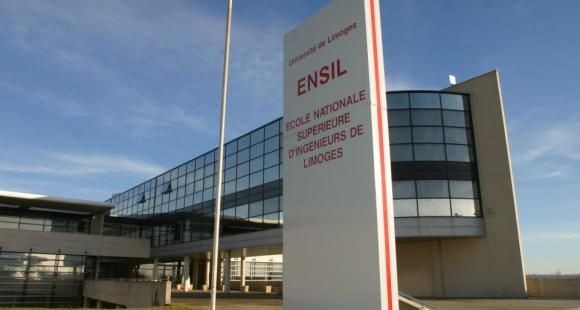 Université de Limoges
ENSIL
ECOLE NATIONALE
SUPERIEURE
D'INGENIEURS DE
LIMOGES